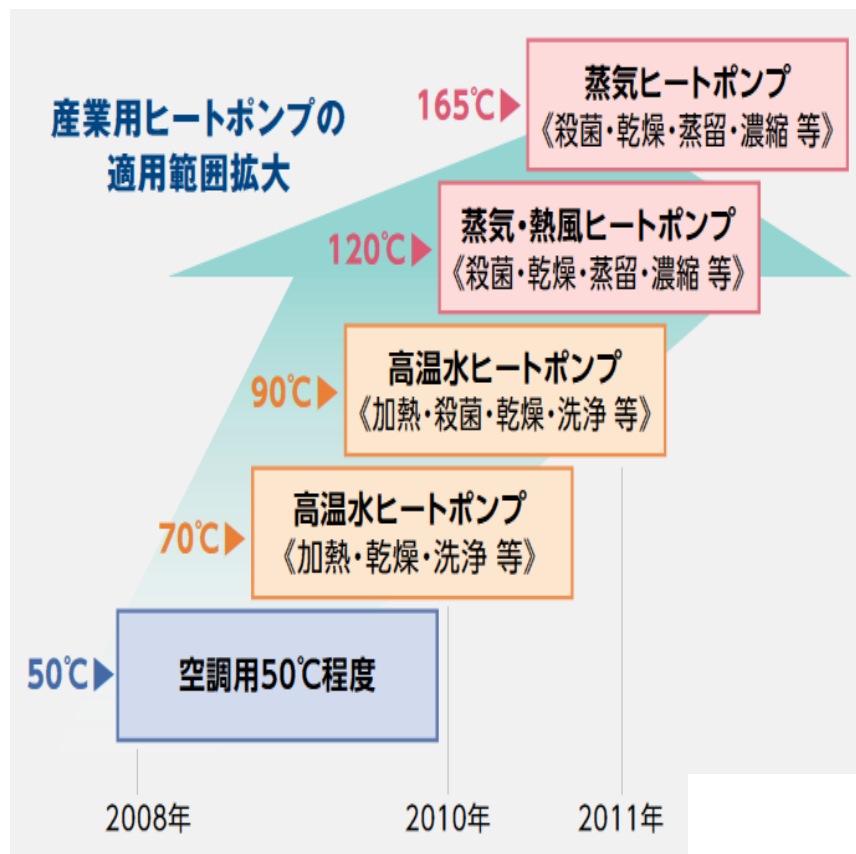 産業用ヒートポンプの
適用範囲拡大
165℃▶
蒸気ヒートポンプ
《殺菌・乾燥・蒸留・濃縮 等》
120℃▶
蒸気・熱風ヒートポンプ
《殺菌・乾燥・蒸留・濃縮 等》
90℃▶
高温水ヒートポンプ
《加熱・殺菌・乾燥・洗浄 等》
70℃▶
高温水ヒートポンプ
《加熱・乾燥・洗浄 等》
50℃▶
空調用50℃程度
2008年
2010年
2011年